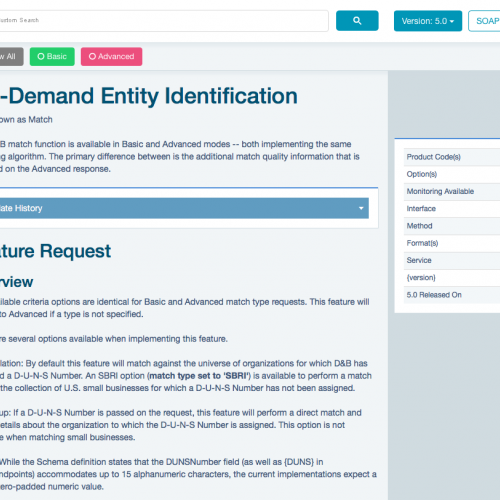 ustom Search
Version: 5.0
SOAP
w All
Basic
Advanced
-Demand Entity Identification
own as Match
B match function is available in Basic and Advanced modes -- both implementing the same
ng algorithm. The primary difference between is the additional match quality information that is
d on the Advanced response.
ate History
Product Code(s)
Option(s)
Monitoring Available
Interface
Method
Format(s)
Service
{version}
5.0 Released On
ature Request
rview
ilable criteria options are identical for Basic and Advanced match type requests. This feature will
to Advanced if a type is not specified.
re several options available when implementing this feature.
lation: By default this feature will match against the universe of organizations for which D&B has
d a D-U-N-S Number. An SBRI option (match type set to 'SBRI') is available to perform a match
the collection of U.S. small businesses for which a D-U-N-S Number has not been assigned.
up: If a D-U-N-S Number is passed on the request, this feature will perform a direct match and
etails about the organization to which the D-U-N-S Number is assigned. This option is not
e when matching small businesses.
While the Schema definition states that the DUNSNumber field (as well as {DUNS} in
ndpoints) accommodates up to 15 alphanumeric characters, the current implementations expect a
ero-padded numeric value.